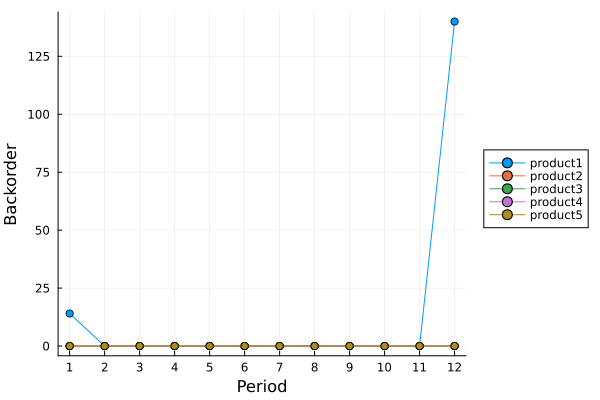 Backorder
125
100
75
50
25
0
1 2 3 4 5 6 7 8 9 10 11 12
Period
product1
product2
product3
product4
product5